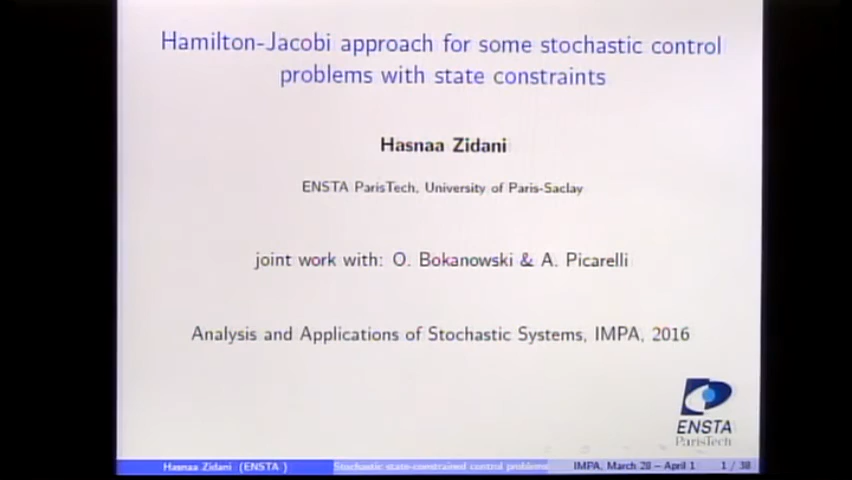 Hamilton-Jacobi approach for some stochastic control
problems with state constraints
Hasnaa Zidani
ENSTA ParisTech, University of Paris-Saclay
joint work with: O. Bokanowski & A. Picarelli
Analysis and Applications of Stochastic Systems, IMPA, 2016
ENSTA
ParisTech
Hasnaa Zidani (ENSTA ) Stochastic state-constrained control problems IMPA, March 28 – April 1 1 / 38